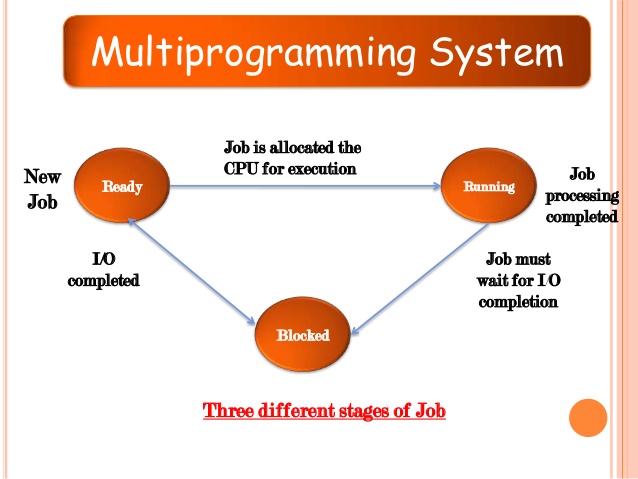 Multiprogramming System
Job is allocated the
CPU for execution
New
Job
Ready
Running
Job
processing
completed
I/O
completed
Job must
wait for I/O
completion
Blocked
Three different stages of Job